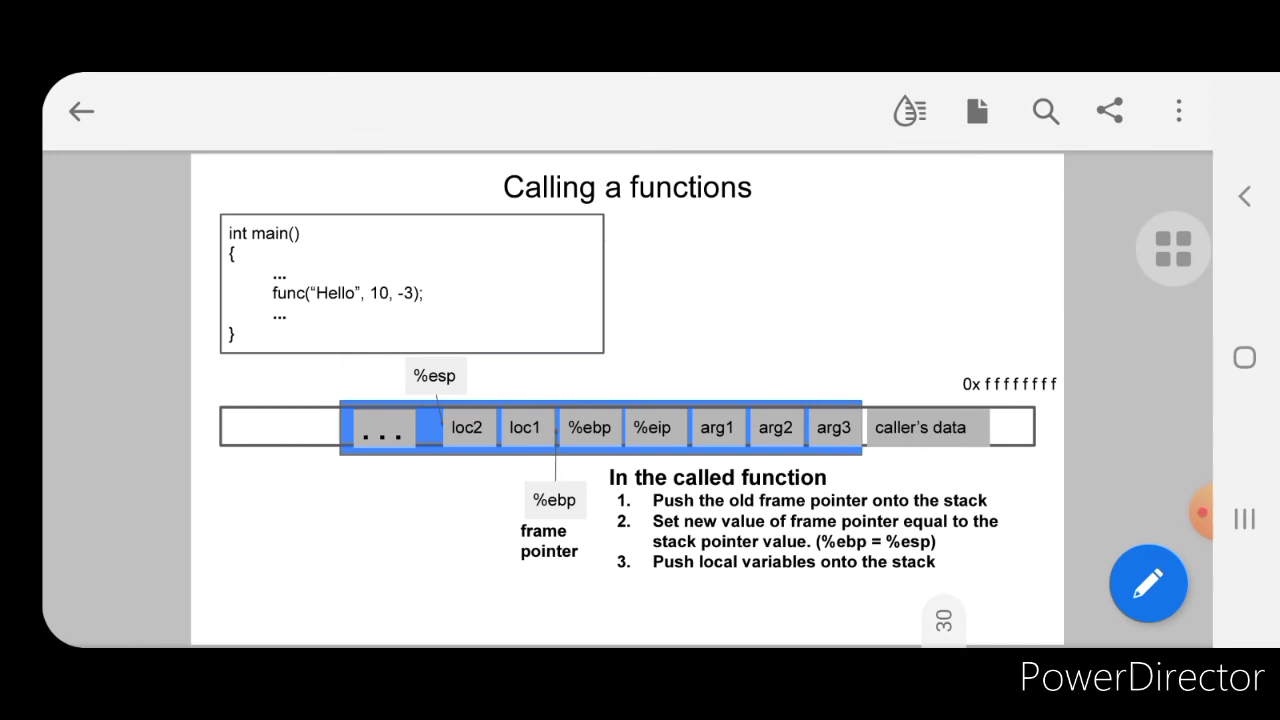 Calling a functions
int main()
{
...
func(“Hello”, 10, -3);
...
}
%esp
0x f f f f f f f f
. . .
loc2
loc1
%ebp
%eip
arg1
arg2
arg3
caller’s data
%ebp
frame
pointer
In the called function
1. Push the old frame pointer onto the stack
2. Set new value of frame pointer equal to the
stack pointer value. (%ebp = %esp)
3. Push local variables onto the stack
30
PowerDirector